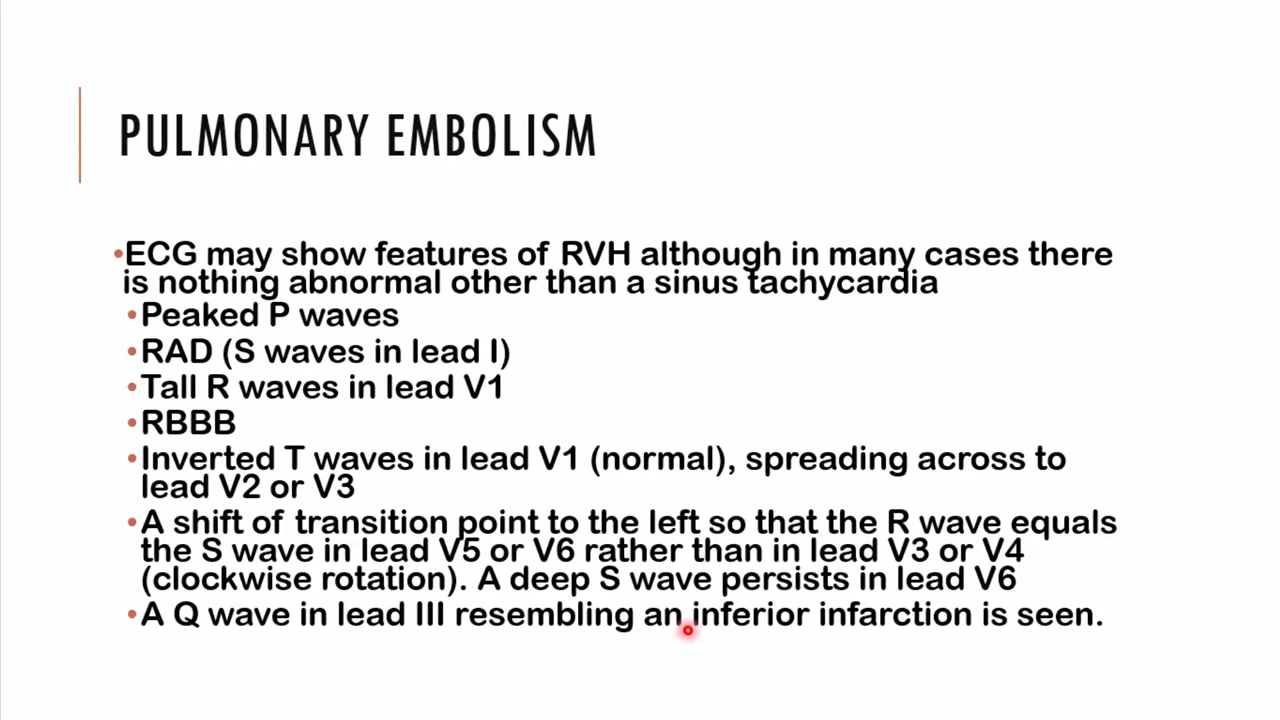 PULMONARY EMBOLISM
•ECG may show features of RVH although in many cases there
is nothing abnormal other than a sinus tachycardia
•Peaked P waves
•RAD (S waves in lead I)
•Tall R waves in lead V1
•RBBB
•Inverted T waves in lead V1 (normal), spreading across to
lead V2 or V3
•A shift of transition point to the left so that the R wave equals
the S wave in lead V5 or V6 rather than in lead V3 or V4
(clockwise rotation). A deep S wave persists in lead V6
•A Q wave in lead III resembling an inferior infarction is seen.